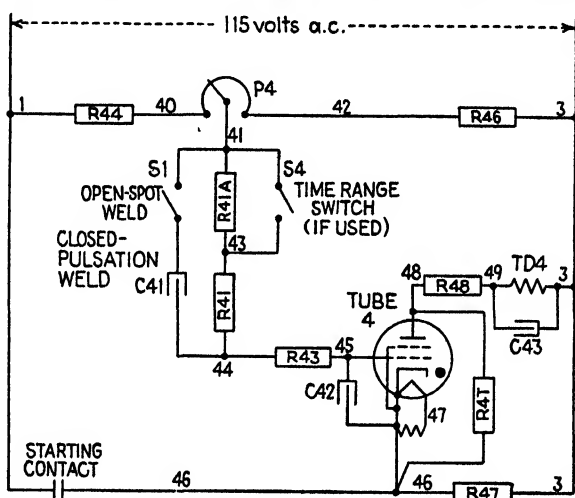 115 volts a.c.
P4
1 R44 40 42 R46 3
41
S1 S4
OPEN-SPOT WELD
R41A
TIME RANGE SWITCH (IF USED)
CLOSED-PULSATION WELD
43
C41
R41
48 R48 49 TD4 3
TUBE 4
C43
44 R43 45
C42
47
R4T
STARTING CONTACT
46 46 R47 3